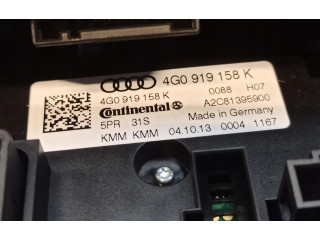 4G0 919 158 K
4G0 919 158 K 0088 H07
Continental A2C81395900
5PR 31S Made in Germany
KMM KMM 04.10.13 0004 1167